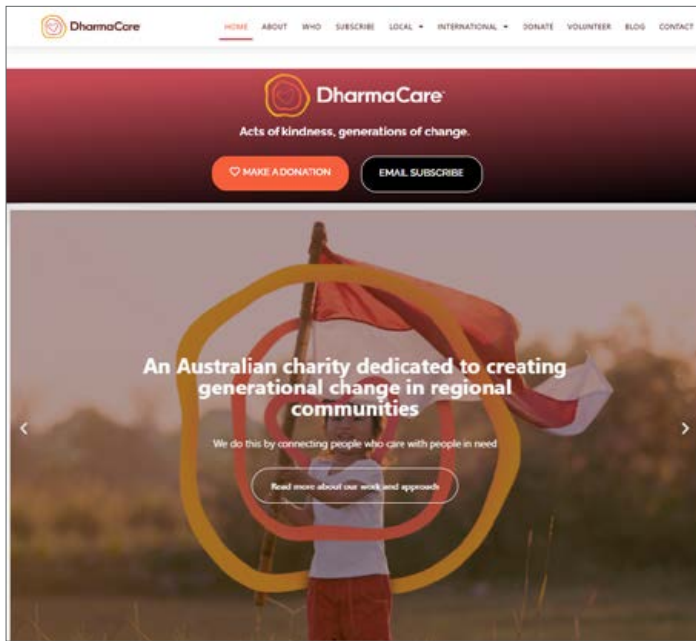 DharmaCare
HOME ABOUT WHO SUBSCRIBE LOCAL INTERNATIONAL DONATE VOLUNTEER BLOG CONTACT
DharmaCare
Acts of kindness, generations of change.
MAKE A DONATION EMAIL SUBSCRIBE
An Australian charity dedicated to creating
generational change in regional
communities
We do this by connecting people who care with people in need
Read more about our work and approach